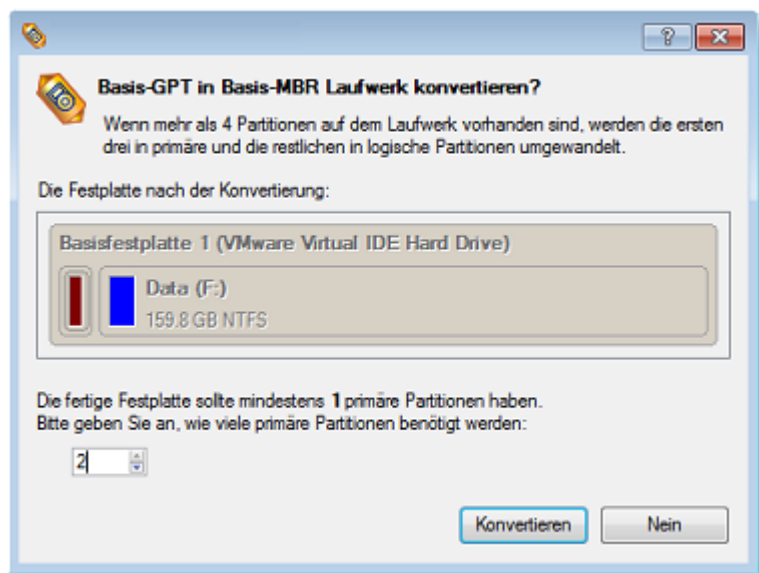 ?
Basis-GPT in Basis-MBR Laufwerk konvertieren?
Wenn mehr als 4 Partitionen auf dem Laufwerk vorhanden sind, werden die ersten
drei in primäre und die restlichen in logische Partitionen umgewandelt.
Die Festplatte nach der Konvertierung:
Basisfestplatte 1 (VMware Virtual IDE Hard Drive)
Data (F:)
159.8 GB NTFS
Die fertige Festplatte sollte mindestens 1 primäre Partitionen haben.
Bitte geben Sie an, wie viele primäre Partitionen benötigt werden:
2
Konvertieren Nein